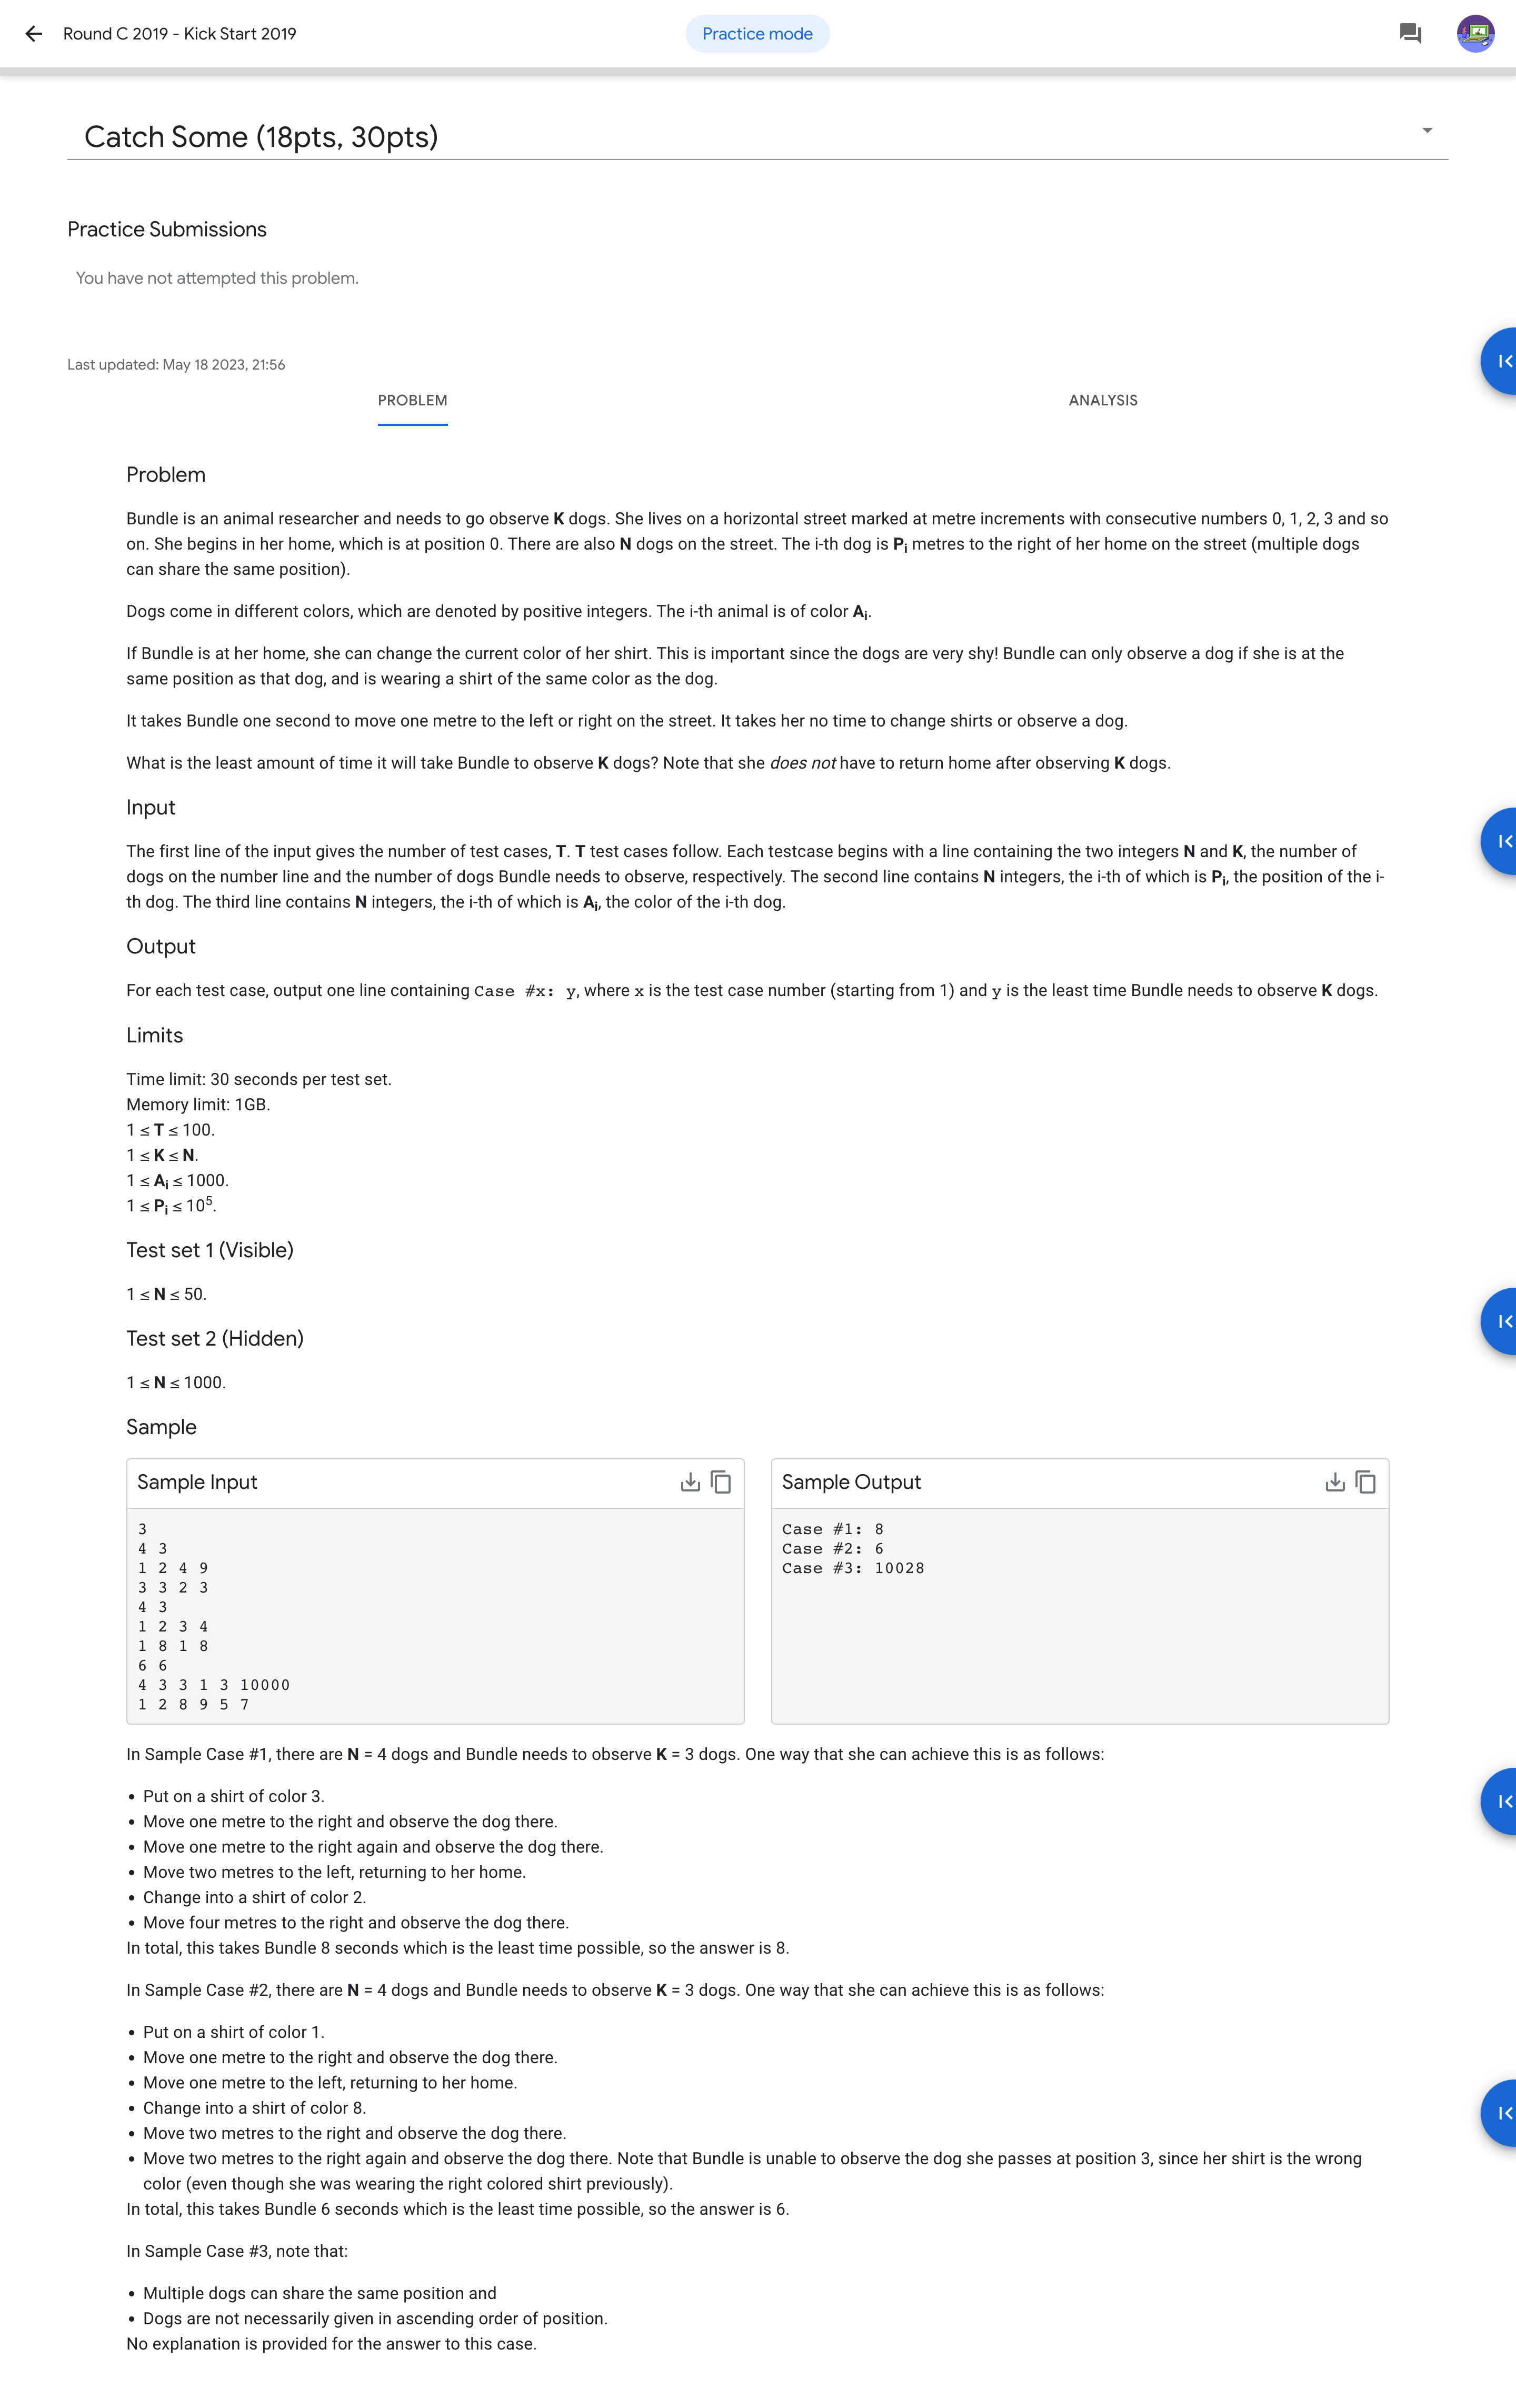 Round C 2019 - Kick Start 2019
Practice mode
Catch Some (18pts, 30pts)
Practice Submissions
You have not attempted this problem.
Last updated: May 18 2023, 21:56
PROBLEM
ANALYSIS
Problem
Bundle is an animal researcher and needs to go observe K dogs. She lives on a horizontal street marked at metre increments with consecutive numbers 0, 1, 2, 3 and so
on. She begins in her home, which is at position 0. There are also N dogs on the street. The i-th dog is Pi metres to the right of her home on the street (multiple dogs
can share the same position).
Dogs come in different colors, which are denoted by positive integers. The i-th animal is of color Ai.
If Bundle is at her home, she can change the current color of her shirt. This is important since the dogs are very shy! Bundle can only observe a dog if she is at the
same position as that dog, and is wearing a shirt of the same color as the dog.
It takes Bundle one second to move one metre to the left or right on the street. It takes her no time to change shirts or observe a dog.
What is the least amount of time it will take Bundle to observe K dogs? Note that she does not have to return home after observing K dogs.
Input
The first line of the input gives the number of test cases, T. T test cases follow. Each testcase begins with a line containing the two integers N and K, the number of
dogs on the number line and the number of dogs Bundle needs to observe, respectively. The second line contains N integers, the i-th of which is Pi, the position of the i-
th dog. The third line contains N integers, the i-th of which is Ai, the color of the i-th dog.
Output
For each test case, output one line containing Case #x: y, where x is the test case number (starting from 1) and y is the least time Bundle needs to observe K dogs.
Limits
Time limit: 30 seconds per test set.
Memory limit: 1GB.
1 ≤ T ≤ 100.
1 ≤ K ≤ N.
1 ≤ Ai ≤ 1000.
1 ≤ Pi ≤ 10⁵.
Test set 1 (Visible)
1 ≤ N ≤ 50.
Test set 2 (Hidden)
1 ≤ N ≤ 1000.
Sample
Sample Input
3
4 3
1 2 4 9
3 3 2 3
4 3
1 2 3 4
1 8 1 8
6 6
4 3 3 1 3 10000
1 2 8 9 5 7
Sample Output
Case #1: 8
Case #2: 6
Case #3: 10028
In Sample Case #1, there are N = 4 dogs and Bundle needs to observe K = 3 dogs. One way that she can achieve this is as follows:
• Put on a shirt of color 3.
• Move one metre to the right and observe the dog there.
• Move one metre to the right again and observe the dog there.
• Move two metres to the left, returning to her home.
• Change into a shirt of color 2.
• Move four metres to the right and observe the dog there.
In total, this takes Bundle 8 seconds which is the least time possible, so the answer is 8.
In Sample Case #2, there are N = 4 dogs and Bundle needs to observe K = 3 dogs. One way that she can achieve this is as follows:
• Put on a shirt of color 1.
• Move one metre to the right and observe the dog there.
• Move one metre to the left, returning to her home.
• Change into a shirt of color 8.
• Move two metres to the right and observe the dog there.
• Move two metres to the right again and observe the dog there. Note that Bundle is unable to observe the dog she passes at position 3, since her shirt is the wrong
color (even though she was wearing the right colored shirt previously).
In total, this takes Bundle 6 seconds which is the least time possible, so the answer is 6.
In Sample Case #3, note that:
• Multiple dogs can share the same position and
• Dogs are not necessarily given in ascending order of position.
No explanation is provided for the answer to this case.